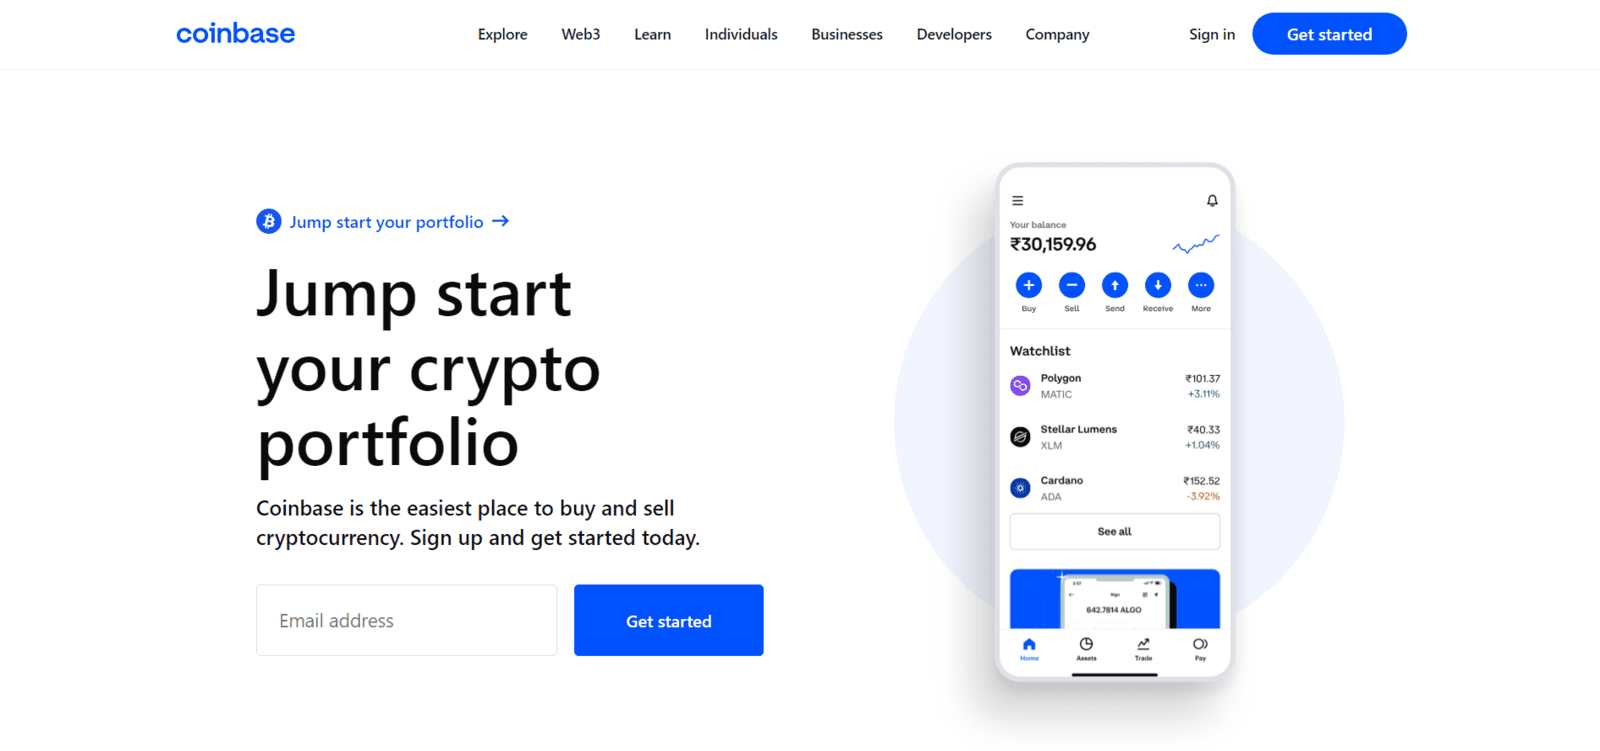 coinbase
Explore
Web3
Learn
Individuals
Businesses
Developers
Company
Sign in
Get started
Jump start your portfolio →
Jump start
your crypto
portfolio
Coinbase is the easiest place to buy and sell
cryptocurrency. Sign up and get started today.
Email address
Get started
Your balance
₹30,159.96
Buy
Sell
Send
Receive
More
Watchlist
Polygon ₹101.37
MATIC +3.11%
Stellar Lumens ₹40.33
XLM +1.04%
Cardano ₹152.52
ADA -3.92%
See all
3:57
Algo
642.7814 ALGO
Home
Assets
Trade
Pay